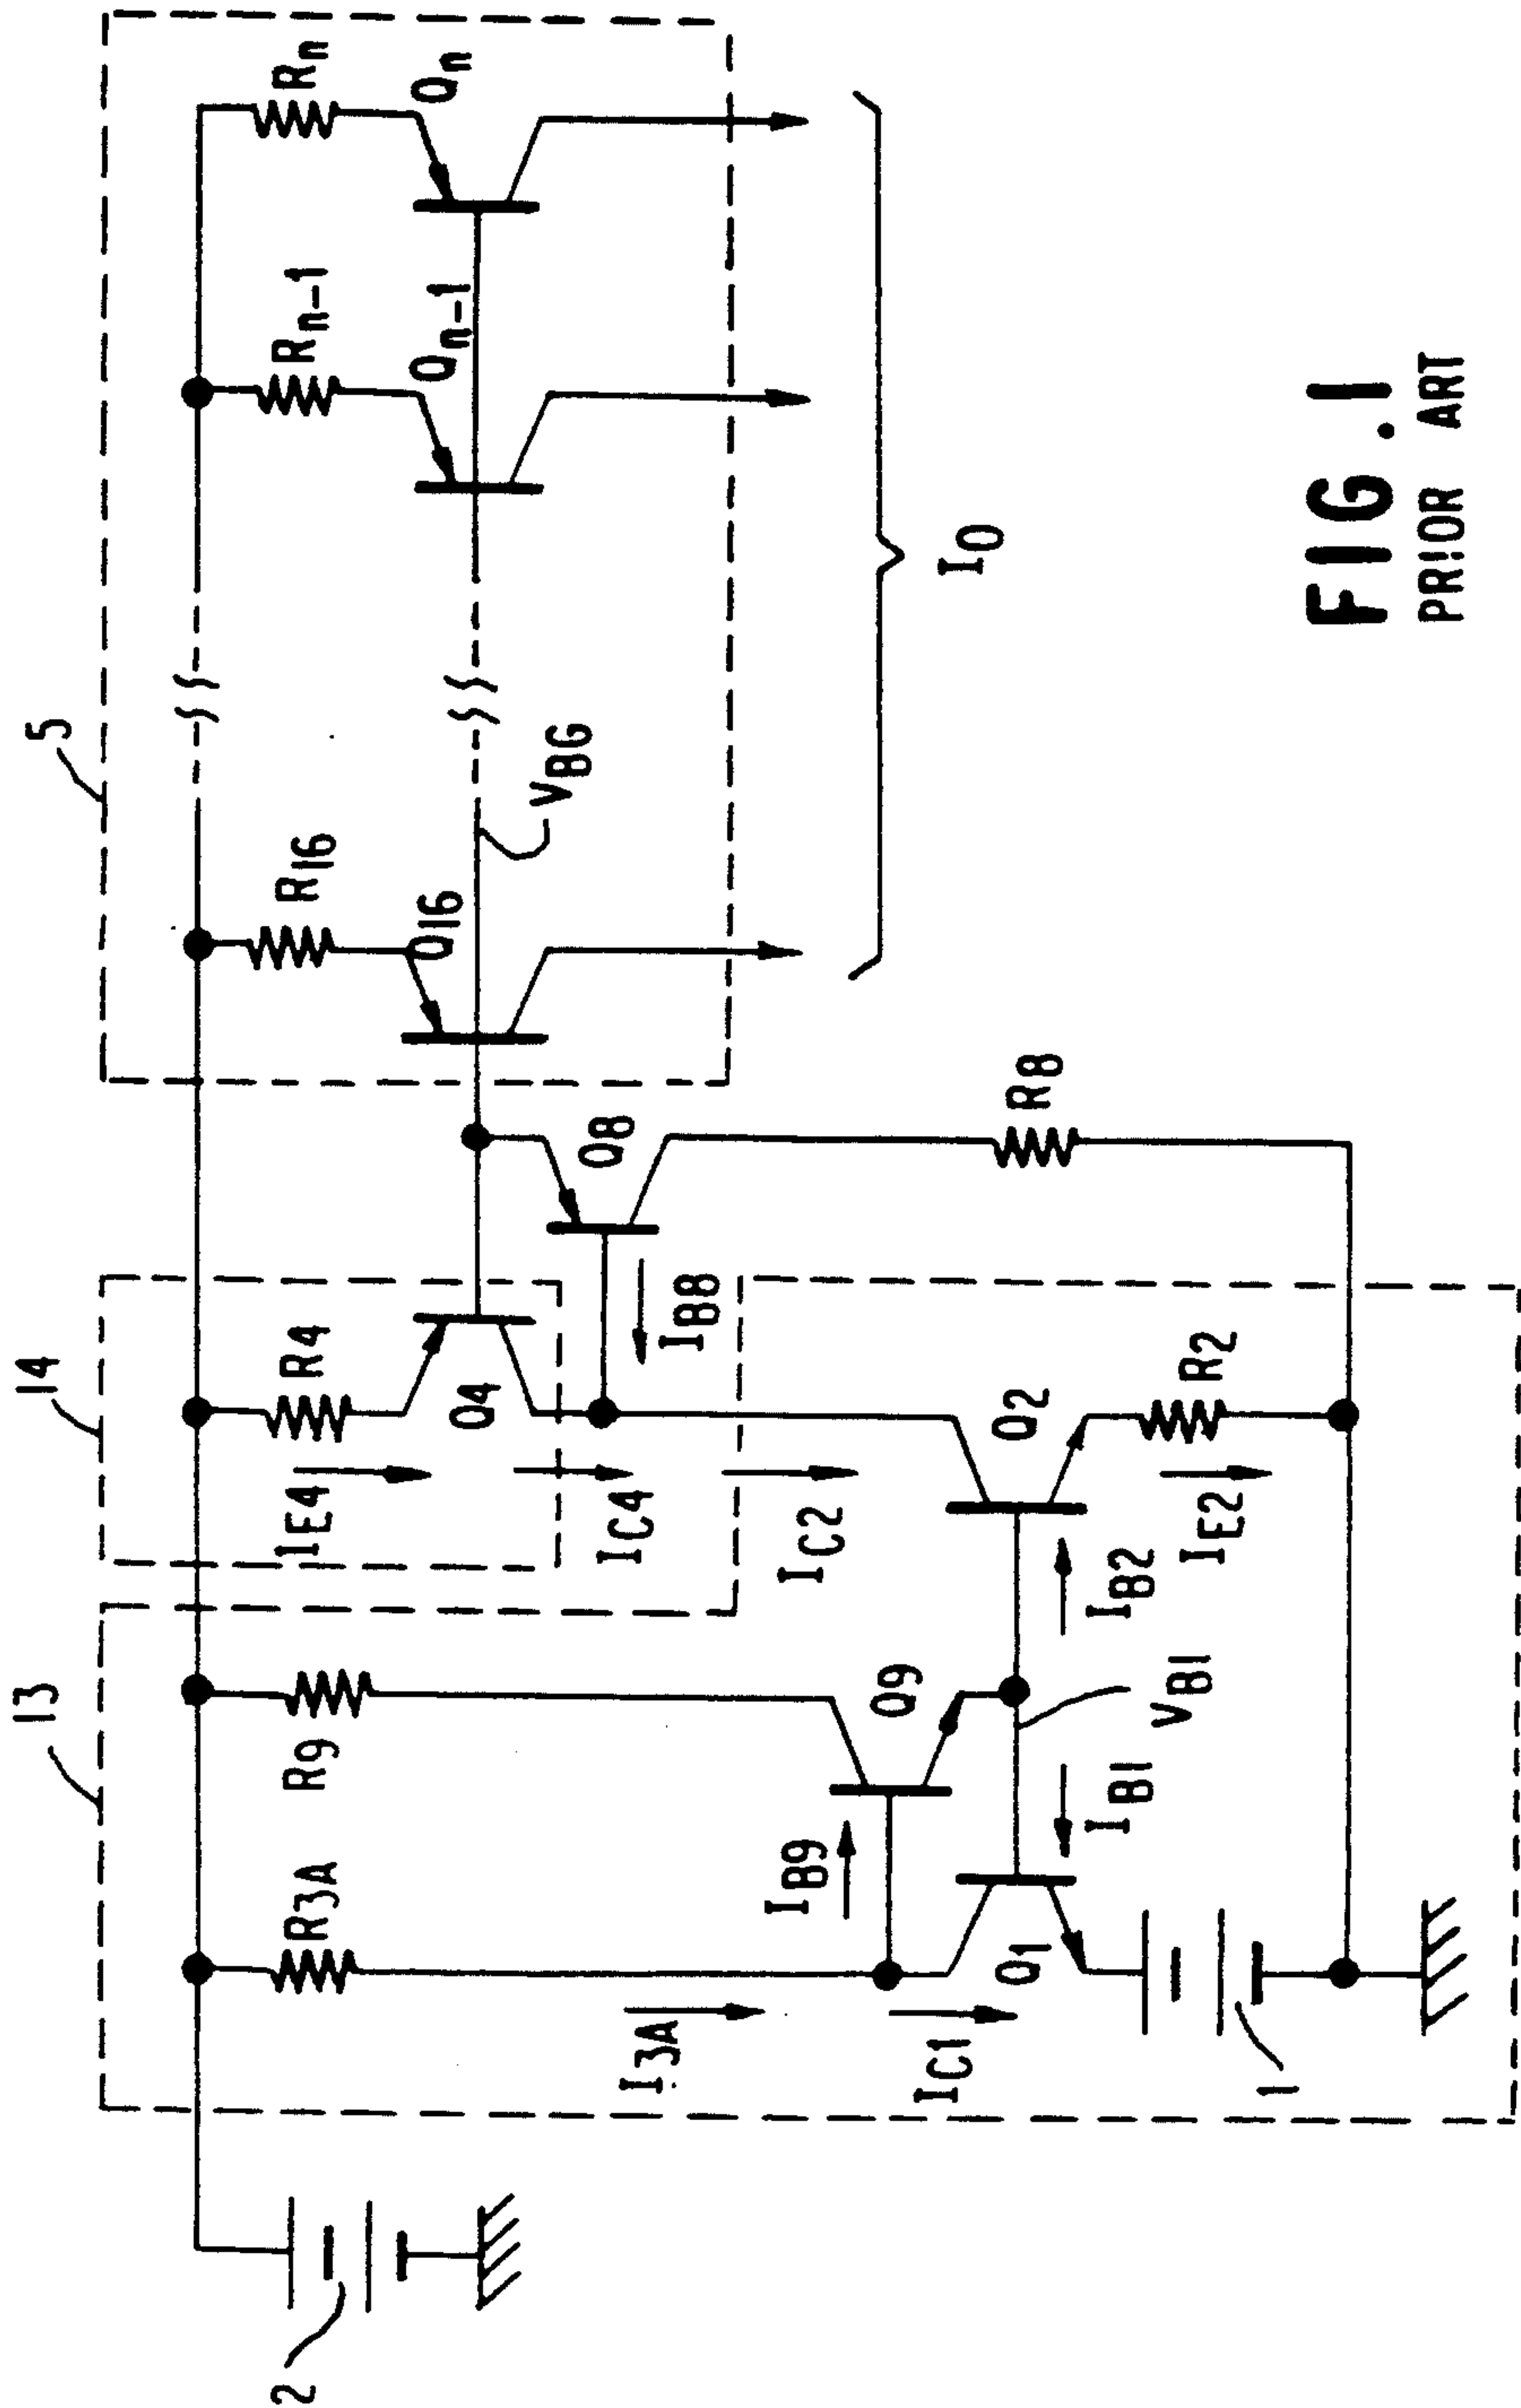 13
14
5
2
R3A
R9
R4
R16
Rn-1
Rn
IE4
Q4
Q16
Qn-1
Qn
VBG
I3A
IB9
Q9
IC4
IB8
Q8
IC1
Q1
IC2
Q2
IB1
VB1
IB2
IE2
R2
R8
IO
1
FIG. 1
PRIOR ART